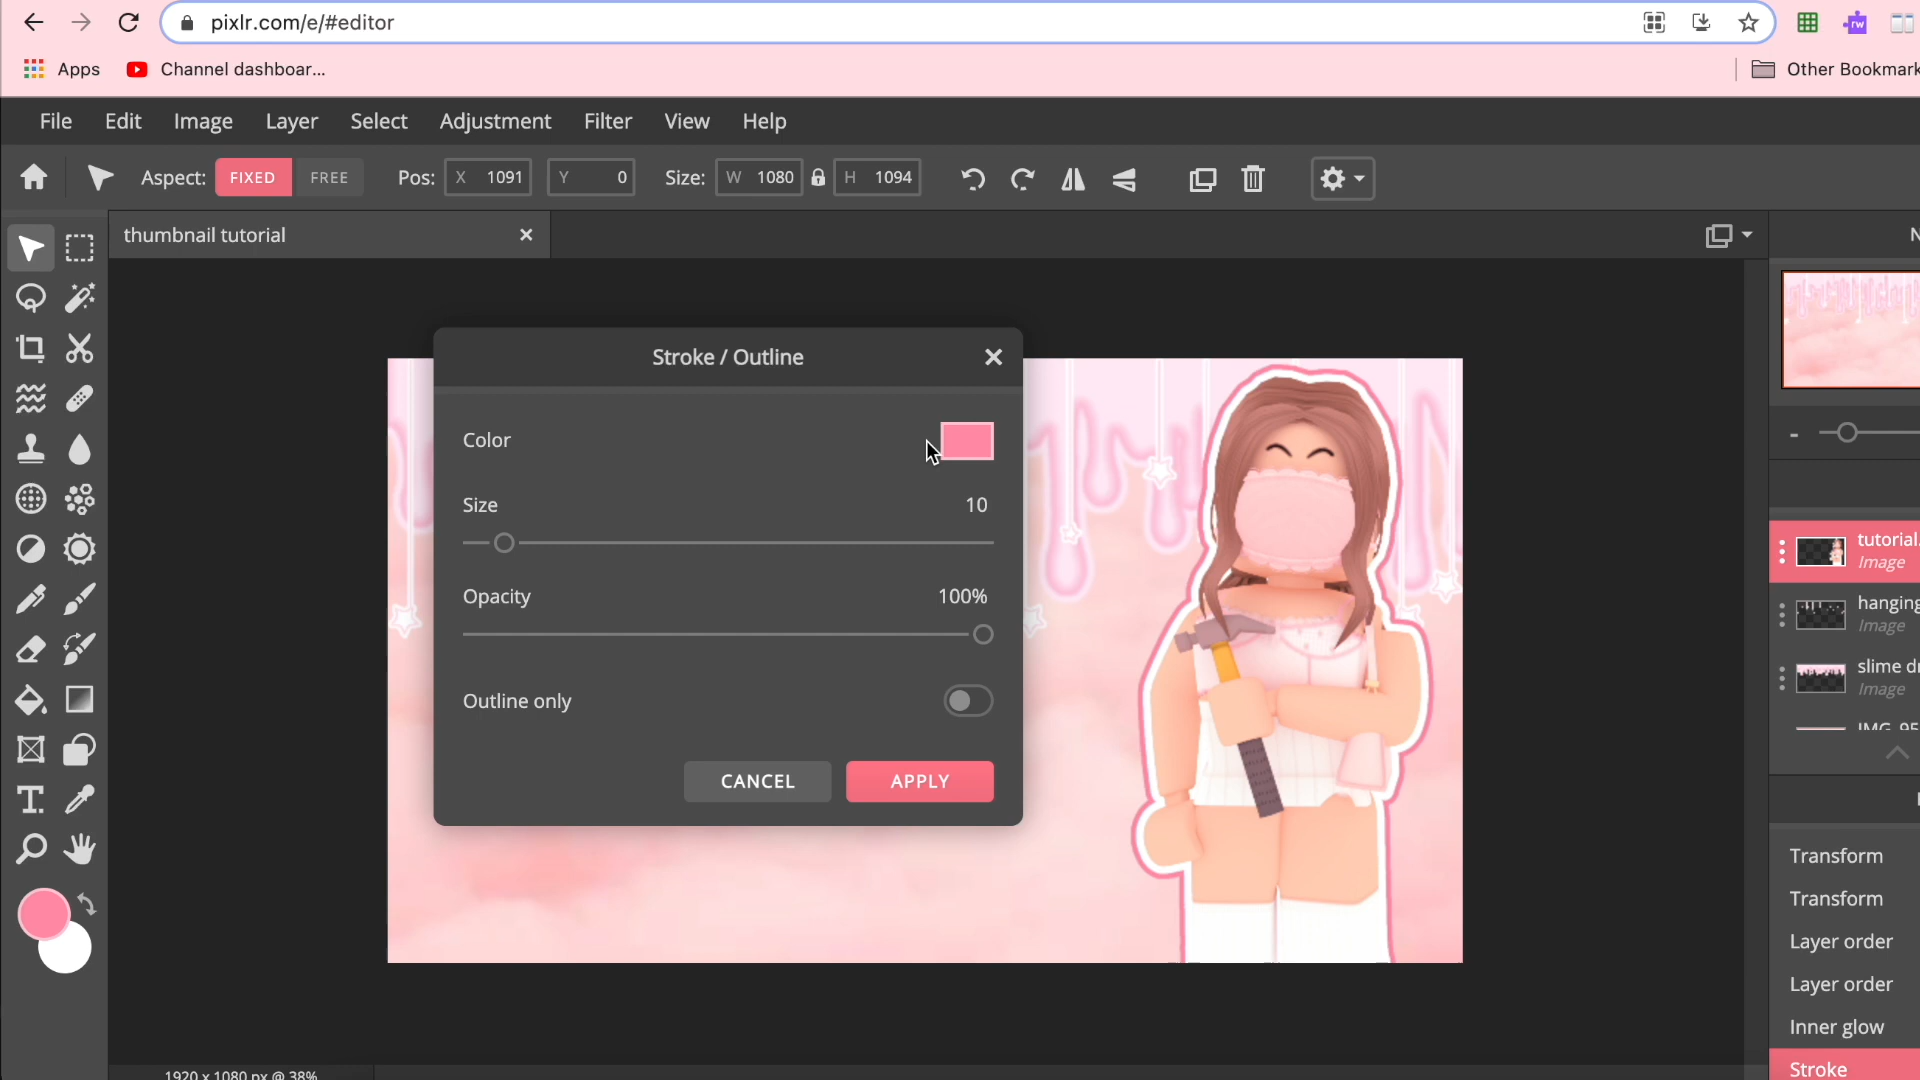 pixlr.com/e/#editor
Apps
Channel dashboar...
Other Bookmark
File Edit Image Layer Select Adjustment Filter View Help
Aspect: FIXED FREE Pos: X 1091 Y 0 Size: W 1080 H 1094
thumbnail tutorial
Stroke / Outline
Color
Size 10
Opacity 100%
Outline only
CANCEL APPLY
tutorial.
Image
hanging
Image
slime dr
Image
IMG_95
Transform
Transform
Layer order
Layer order
Inner glow
Stroke
1920 x 1080 px @ 38%